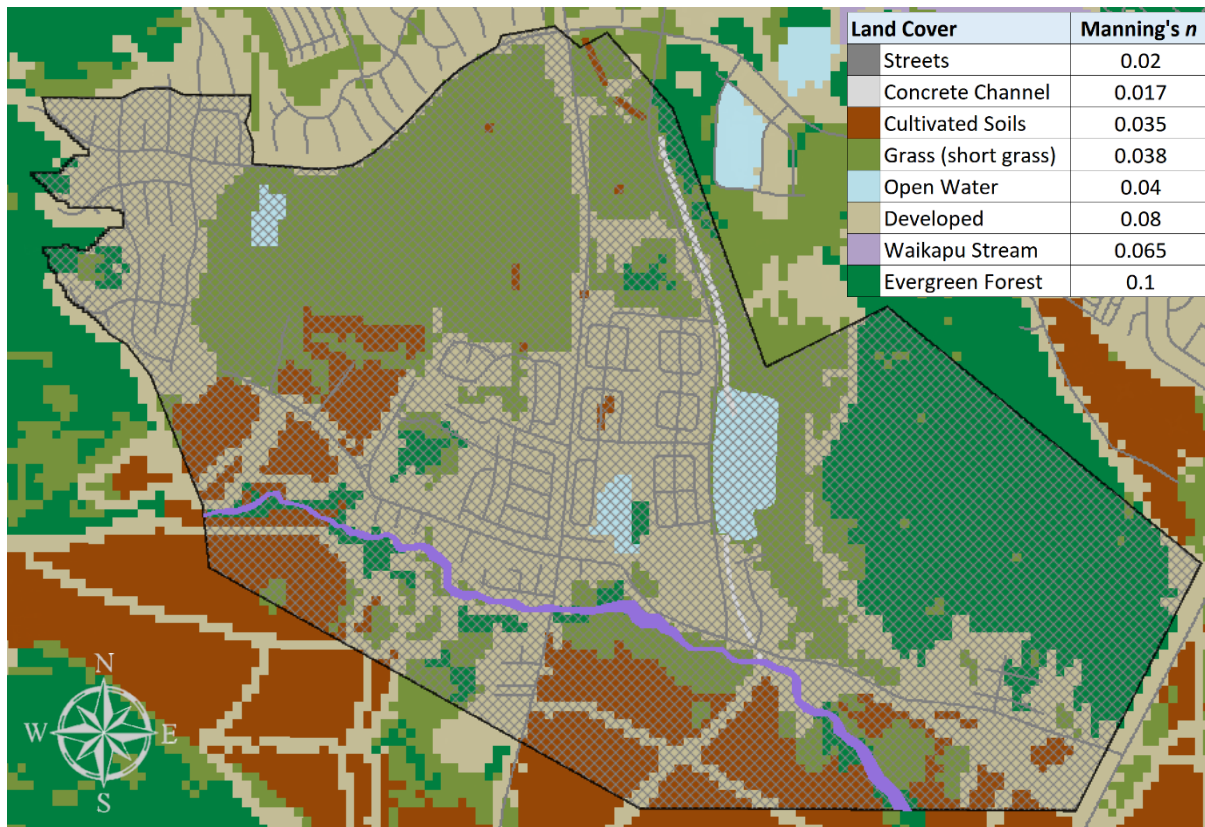 Land Cover Manning's n
Streets 0.02
Concrete Channel 0.017
Cultivated Soils 0.035
Grass (short grass) 0.038
Open Water 0.04
Developed 0.08
Waikapu Stream 0.065
Evergreen Forest 0.1
N
W E
S